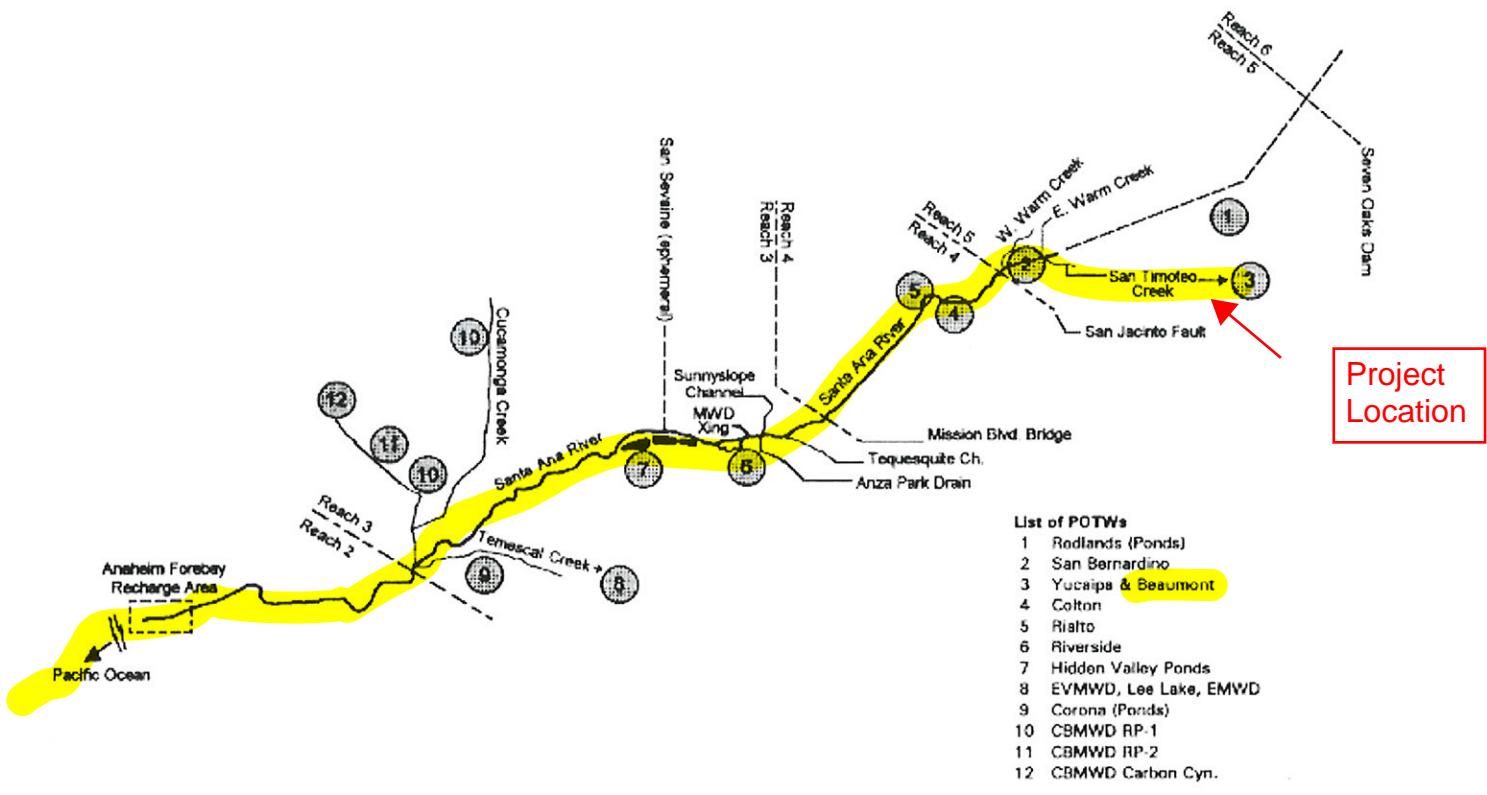 Reach 6
Reach 5
Seven Oaks Dam
W. Warm Creek
E. Warm Creek
1
Reach 5
Reach 4
2
San Timoteo
Creek
3
San Jacinto Fault
Project
Location
5
4
San Sevaine (ephemeral)
Reach 4
Reach 3
Santa Ana River
Sunnyslope
Channel
MWD
Xing
Mission Blvd. Bridge
Tequesquite Ch.
Anza Park Drain
6
7
Santa Ana River
Cucamonga Creek
10
12
11
10
Reach 3
Reach 2
Temescal Creek
9
8
Anaheim Forebay
Recharge Area
Pacific Ocean
List of POTWs
1 Redlands (Ponds)
2 San Bernardino
3 Yucaipa & Beaumont
4 Colton
5 Rialto
6 Riverside
7 Hidden Valley Ponds
8 EVMWD, Lee Lake, EMWD
9 Corona (Ponds)
10 CBMWD RP-1
11 CBMWD RP-2
12 CBMWD Carbon Cyn.